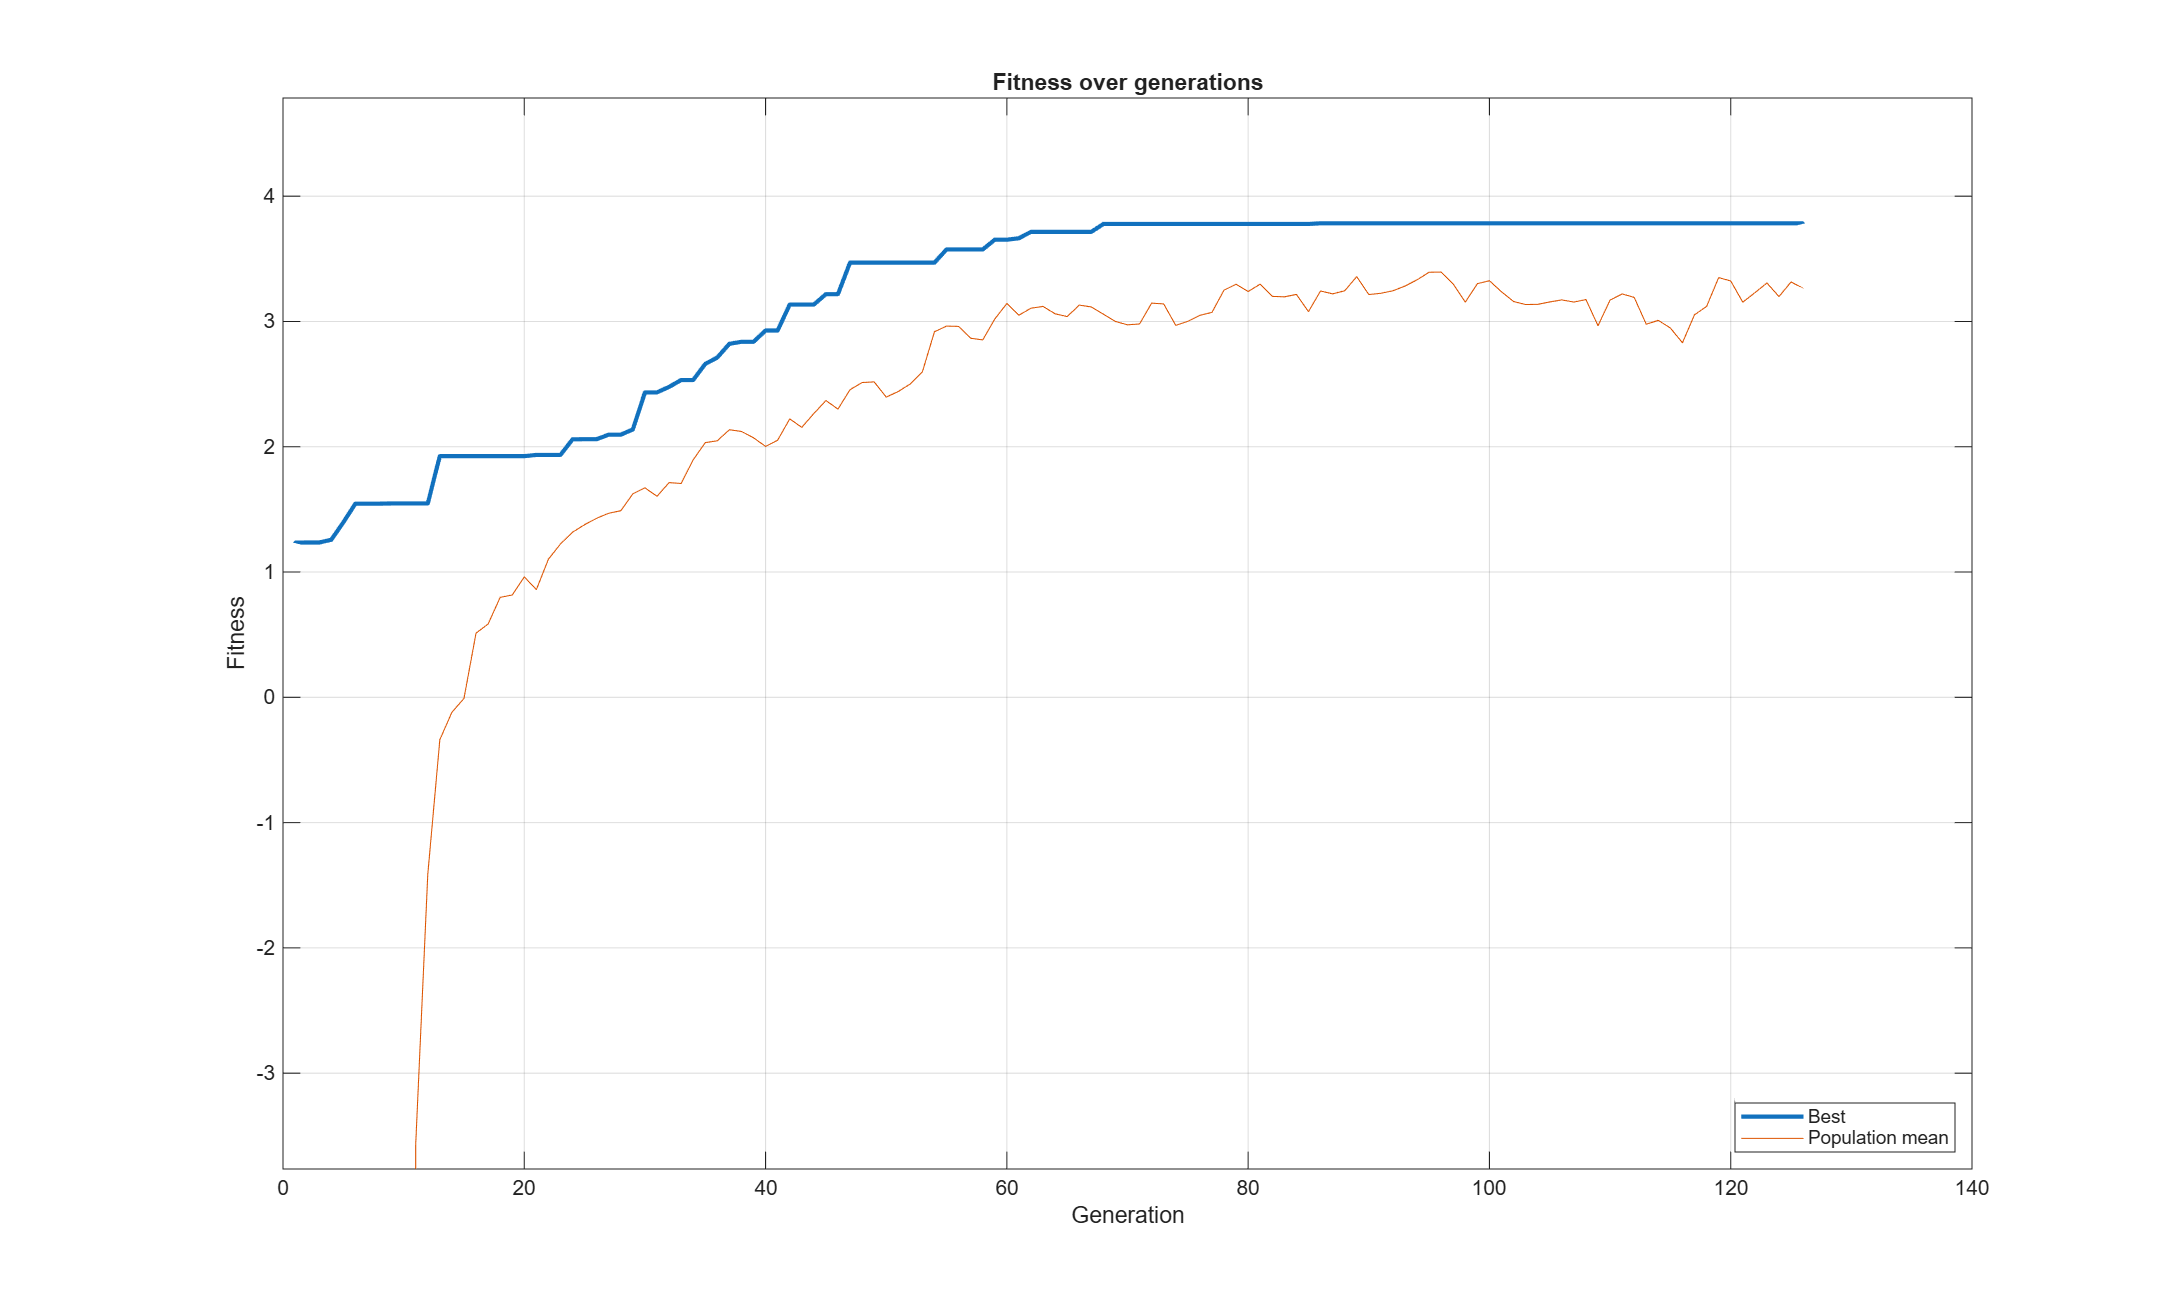 Fitness over generations
4
3
2
1
0
-1
-2
-3
Fitness
0 20 40 60 80 100 120 140
Generation
Best
Population mean